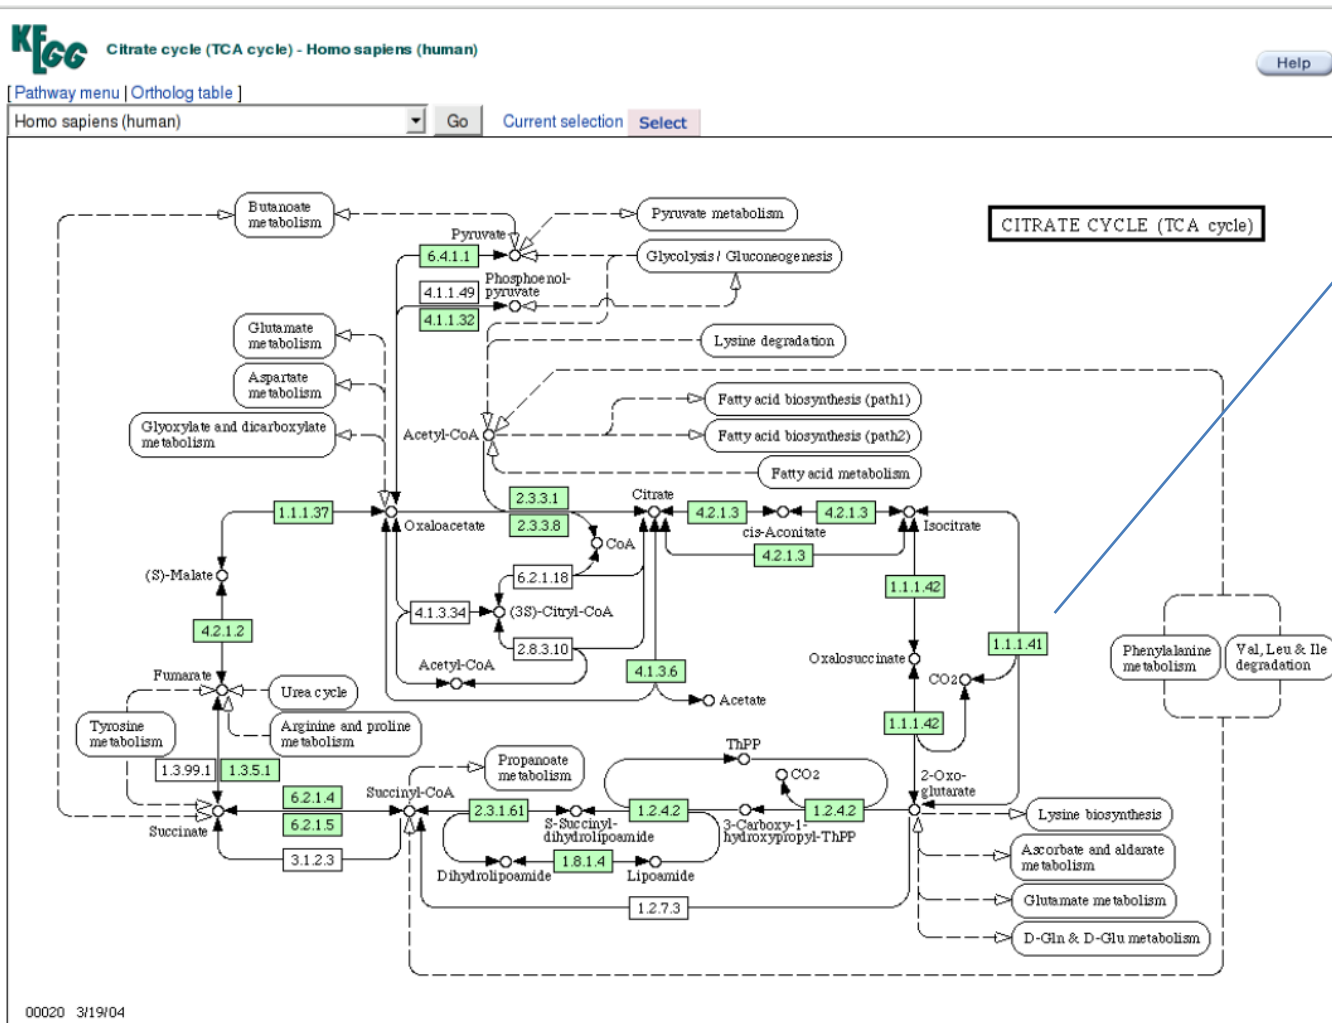 KEGG
Citrate cycle (TCA cycle) - Homo sapiens (human)
Help
[ Pathway menu | Ortholog table ]
Homo sapiens (human)
Go
Current selection
Select
CITRATE CYCLE (TCA cycle)
Butanoate
metabolism
Pyruvate metabolism
Pyruvate
6.4.1.1
Glycolysis / Gluconeogenesis
4.1.1.49
Phosphoenol-
pyruvate
4.1.1.32
Glutamate
metabolism
Lysine degradation
Aspartate
metabolism
Fatty acid biosynthesis (path1)
Glyoxylate and dicarboxylate
metabolism
Acetyl-CoA
Fatty acid biosynthesis (path2)
Fatty acid metabolism
1.1.1.37
Oxaloacetate
2.3.3.1
2.3.3.8
Citrate
4.2.1.3
cis-Aconitate
4.2.1.3
Isocitrate
4.2.1.3
CoA
(S)-Malate
6.2.1.18
1.1.1.42
4.1.3.34
(3S)-Citryl-CoA
4.2.1.2
2.8.3.10
1.1.1.41
Acetyl-CoA
4.1.3.6
Oxalosuccinate
Phenylalanine
metabolism
Val, Leu & Ile
degradation
Fumarate
Urea cycle
CO2
Acetate
Tyrosine
metabolism
Arginine and proline
metabolism
1.1.1.42
1.3.99.1
1.3.5.1
Propanoate
metabolism
ThPP
CO2
2-Oxo-
glutarate
6.2.1.4
Succinyl-CoA
2.3.1.61
1.2.4.2
1.2.4.2
Lysine biosynthesis
Succinate
6.2.1.5
S-Succinyl-
dihydrolipoamide
3-Carboxy-1-
hydroxypropyl-ThPP
3.1.2.3
Dihydrolipoamide
1.8.1.4
Lipoamide
Ascorbate and aldarate
metabolism
1.2.7.3
Glutamate metabolism
D-Gln & D-Glu metabolism
00020 3/19/04